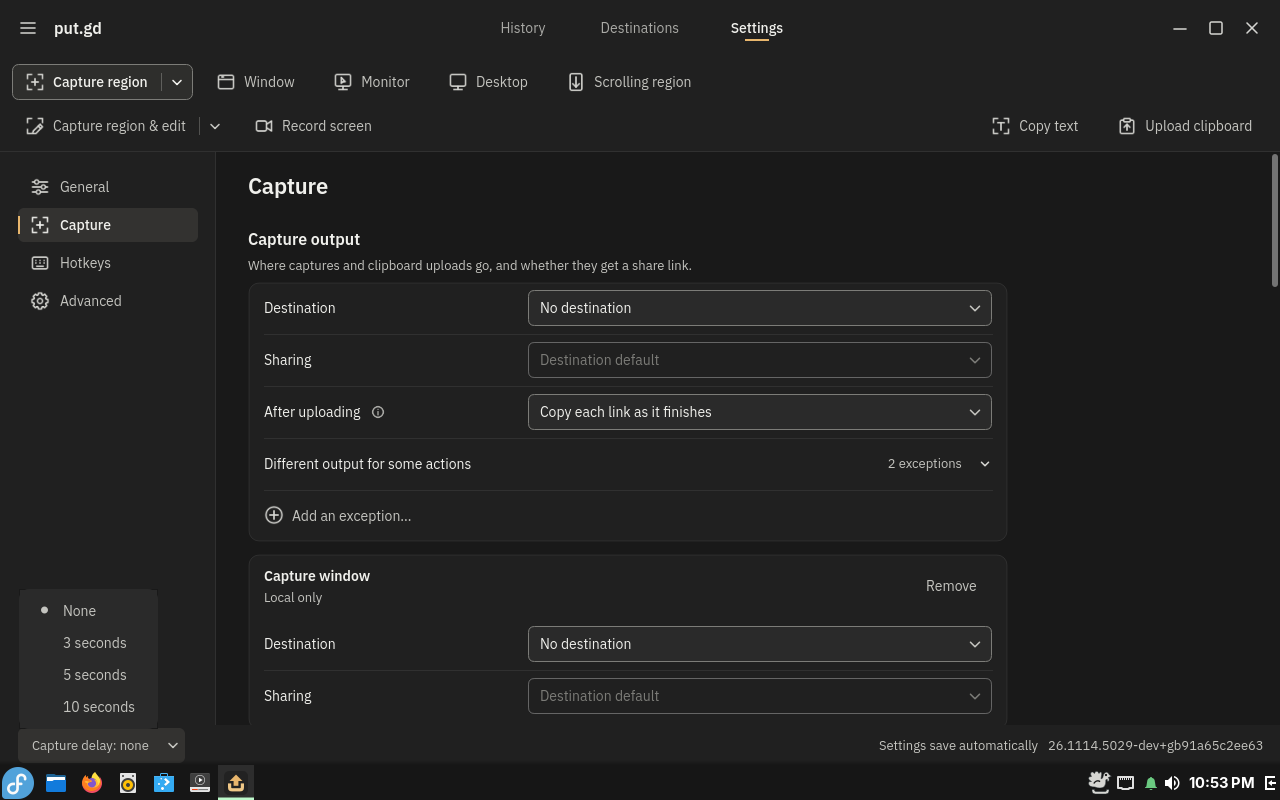 put.gd
History
Destinations
Settings
Capture region
Window
Monitor
Desktop
Scrolling region
Capture region & edit
Record screen
Copy text
Upload clipboard
General
Capture
Hotkeys
Advanced
Capture
Capture output
Where captures and clipboard uploads go, and whether they get a share link.
Destination
No destination
Sharing
Destination default
After uploading
Copy each link as it finishes
Different output for some actions
2 exceptions
Add an exception...
Capture window
Local only
Remove
Destination
No destination
Sharing
Destination default
None
3 seconds
5 seconds
10 seconds
Capture delay: none
Settings save automatically
26.1114.5029-dev+gb91a65c2ee63
10:53 PM